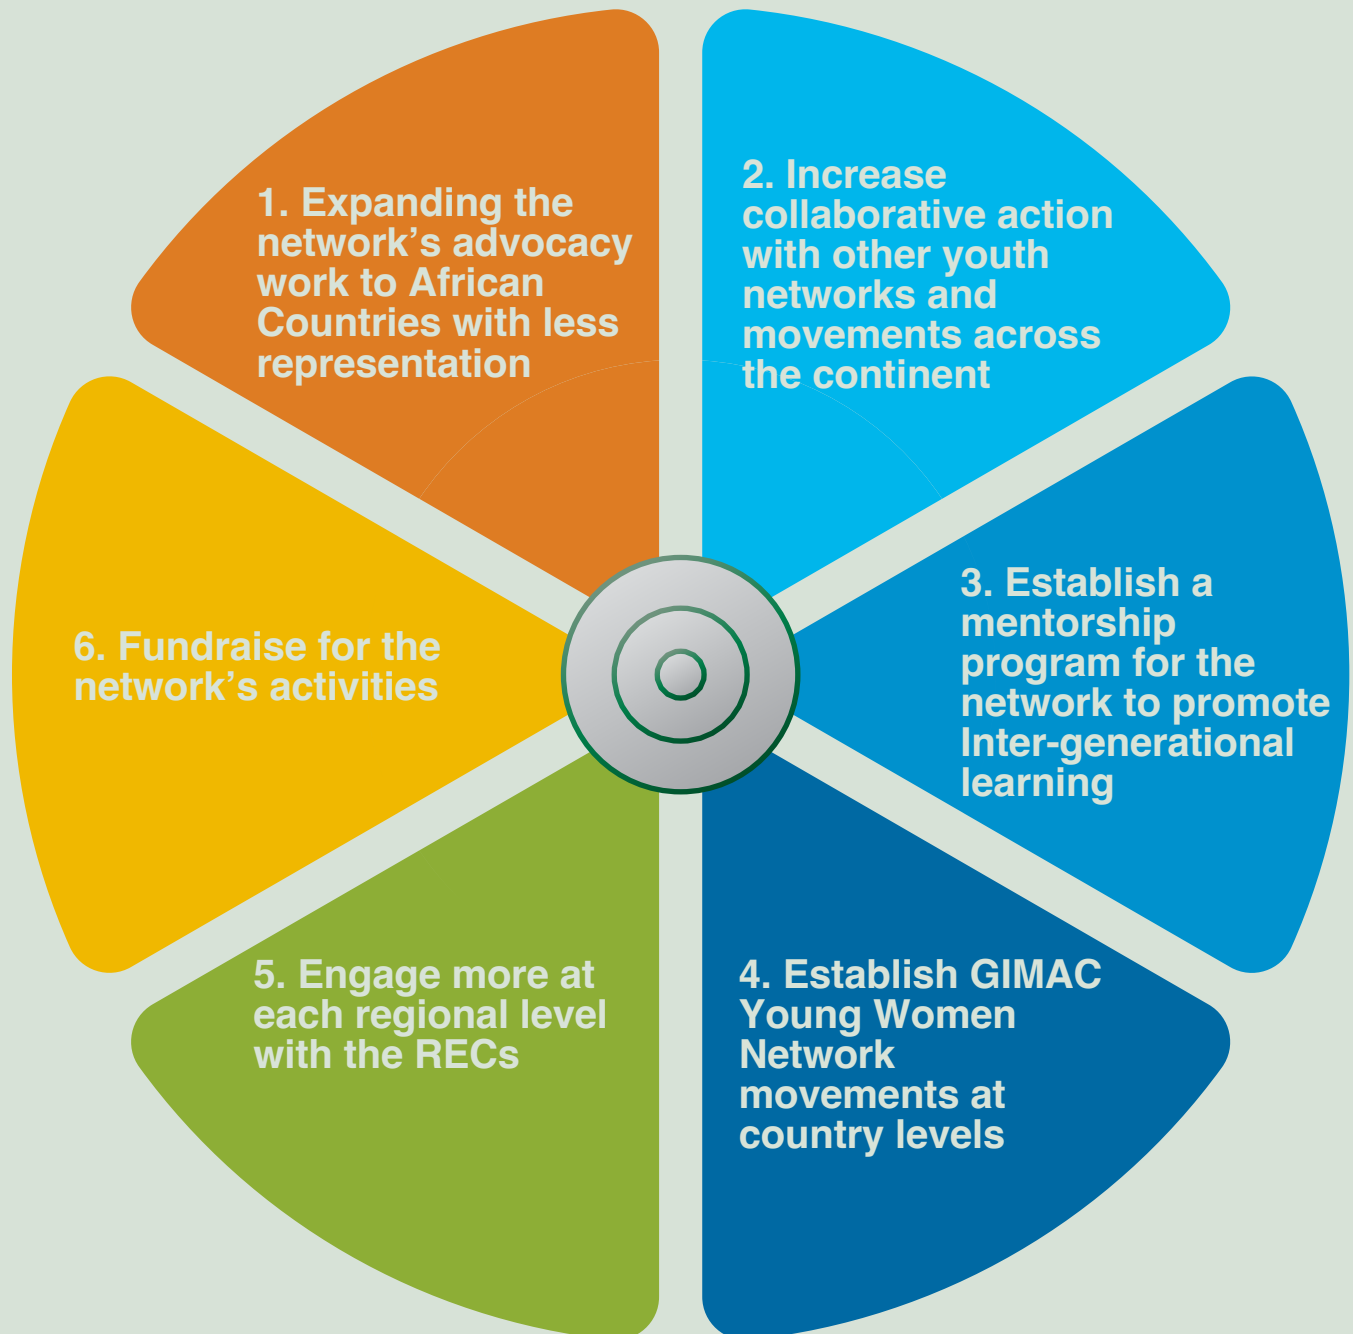 1. Expanding the
network’s advocacy
work to African
Countries with less
representation
2. Increase
collaborative action
with other youth
networks and
movements across
the continent
3. Establish a
mentorship
program for the
network to promote
Inter-generational
learning
4. Establish GIMAC
Young Women
Network
movements at
country levels
5. Engage more at
each regional level
with the RECs
6. Fundraise for the
network’s activities